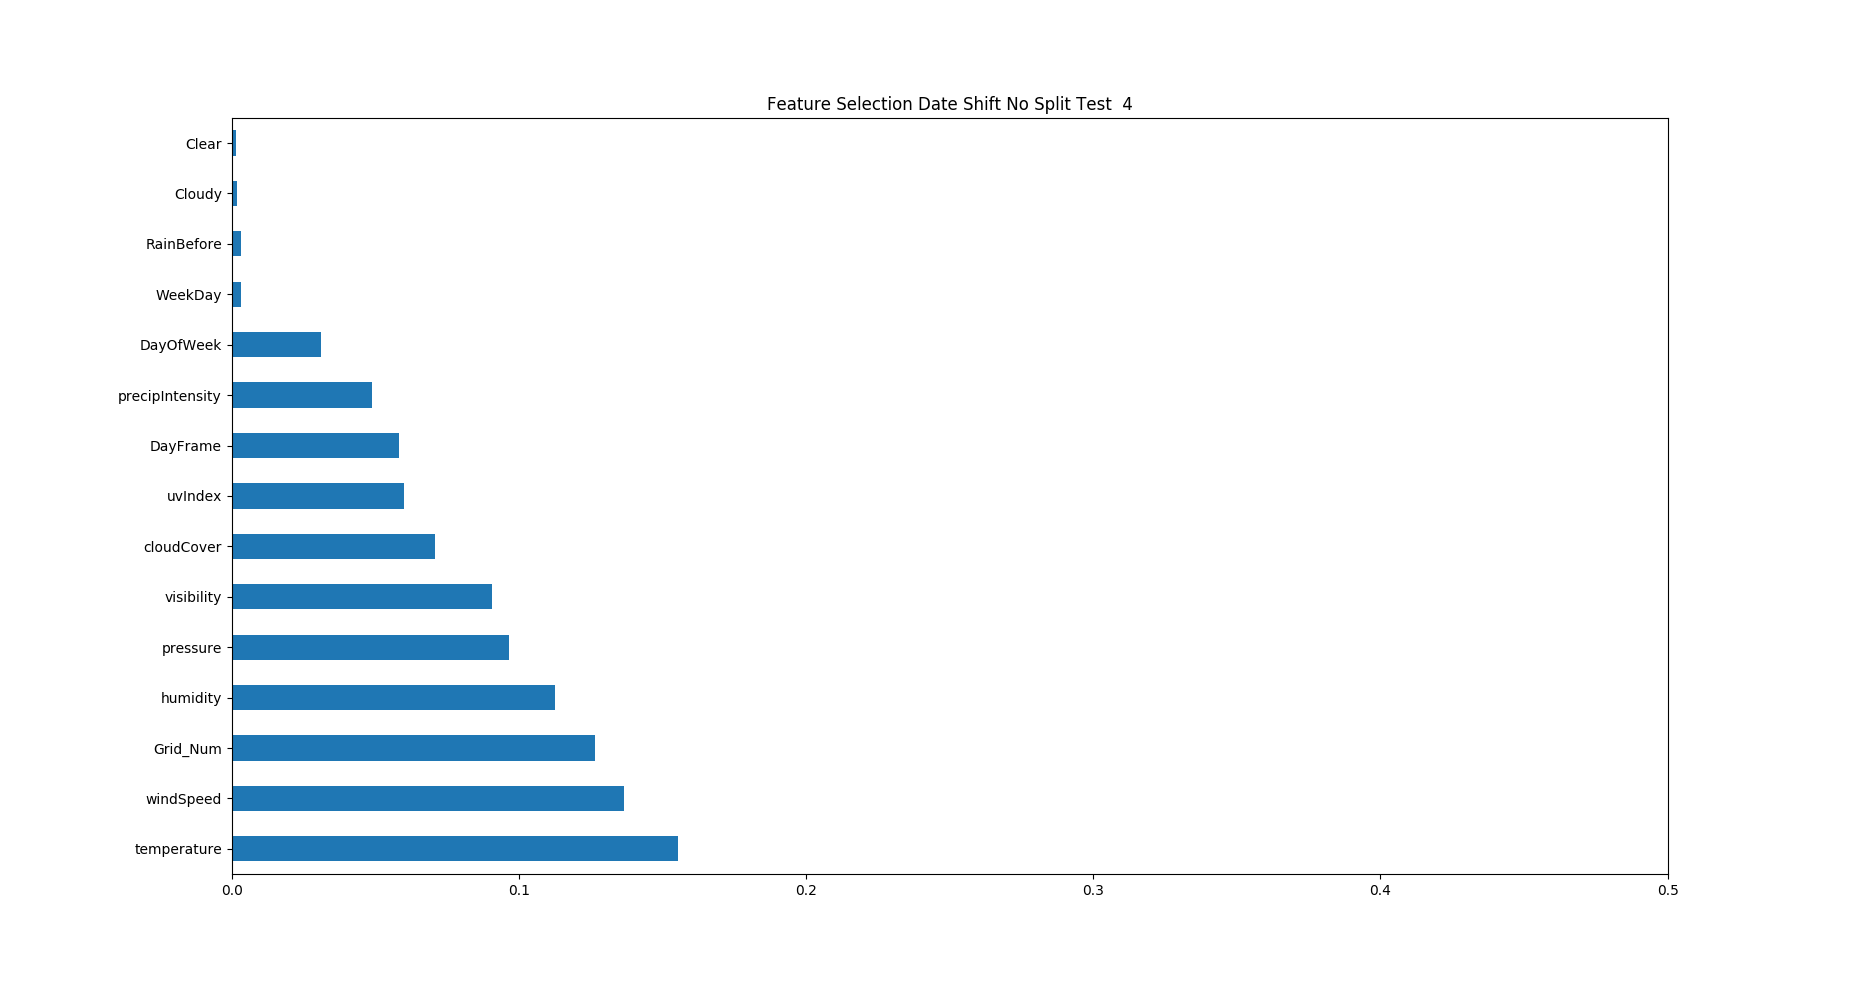 Feature Selection Date Shift No Split Test  4
Clear
Cloudy
RainBefore
WeekDay
DayOfWeek
precipIntensity
DayFrame
uvIndex
cloudCover
visibility
pressure
humidity
Grid_Num
windSpeed
temperature
0.0 0.1 0.2 0.3 0.4 0.5